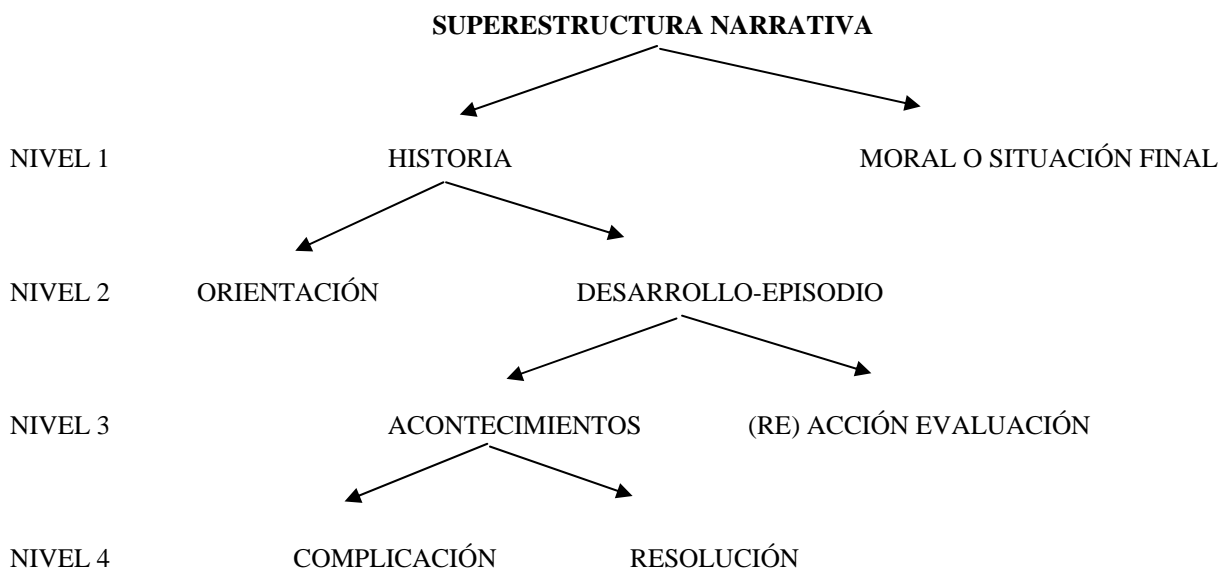 SUPERESTRUCTURA NARRATIVA
NIVEL 1 HISTORIA MORAL O SITUACIÓN FINAL
NIVEL 2 ORIENTACIÓN DESARROLLO-EPISODIO
NIVEL 3 ACONTECIMIENTOS (RE) ACCIÓN EVALUACIÓN
NIVEL 4 COMPLICACIÓN RESOLUCIÓN